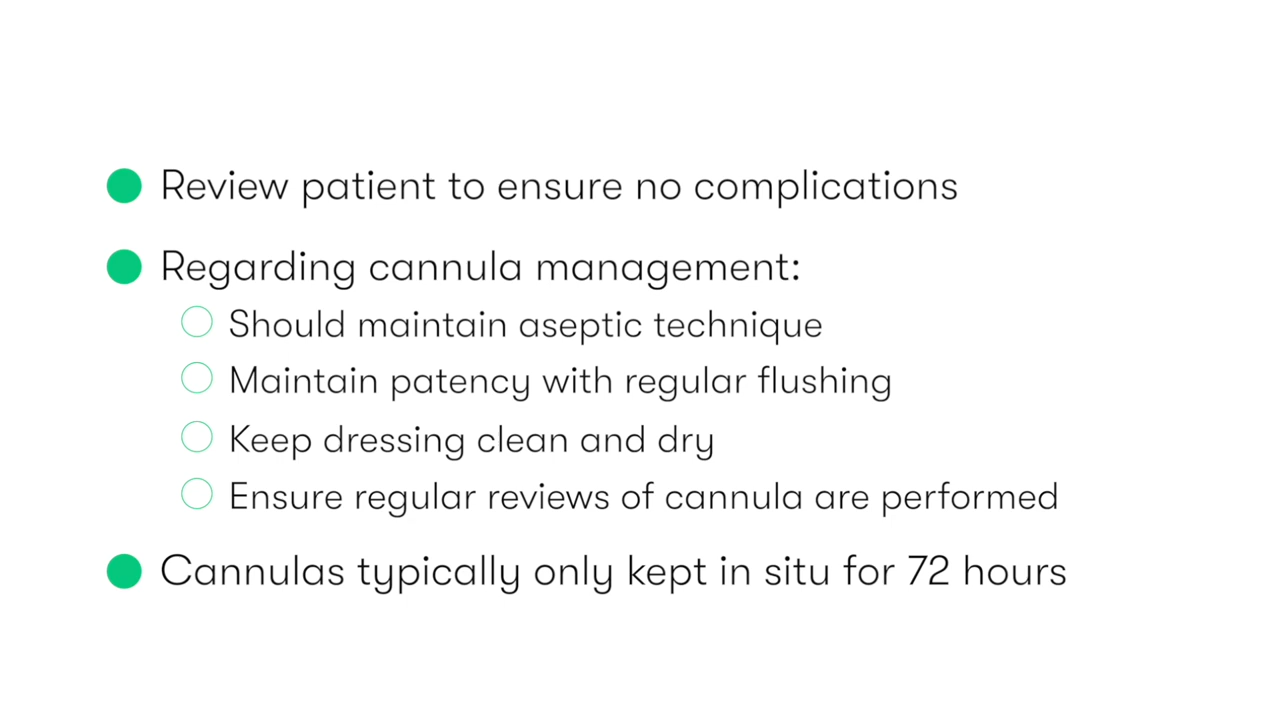 Review patient to ensure no complications
Regarding cannula management:
Should maintain aseptic technique
Maintain patency with regular flushing
Keep dressing clean and dry
Ensure regular reviews of cannula are performed
Cannulas typically only kept in situ for 72 hours